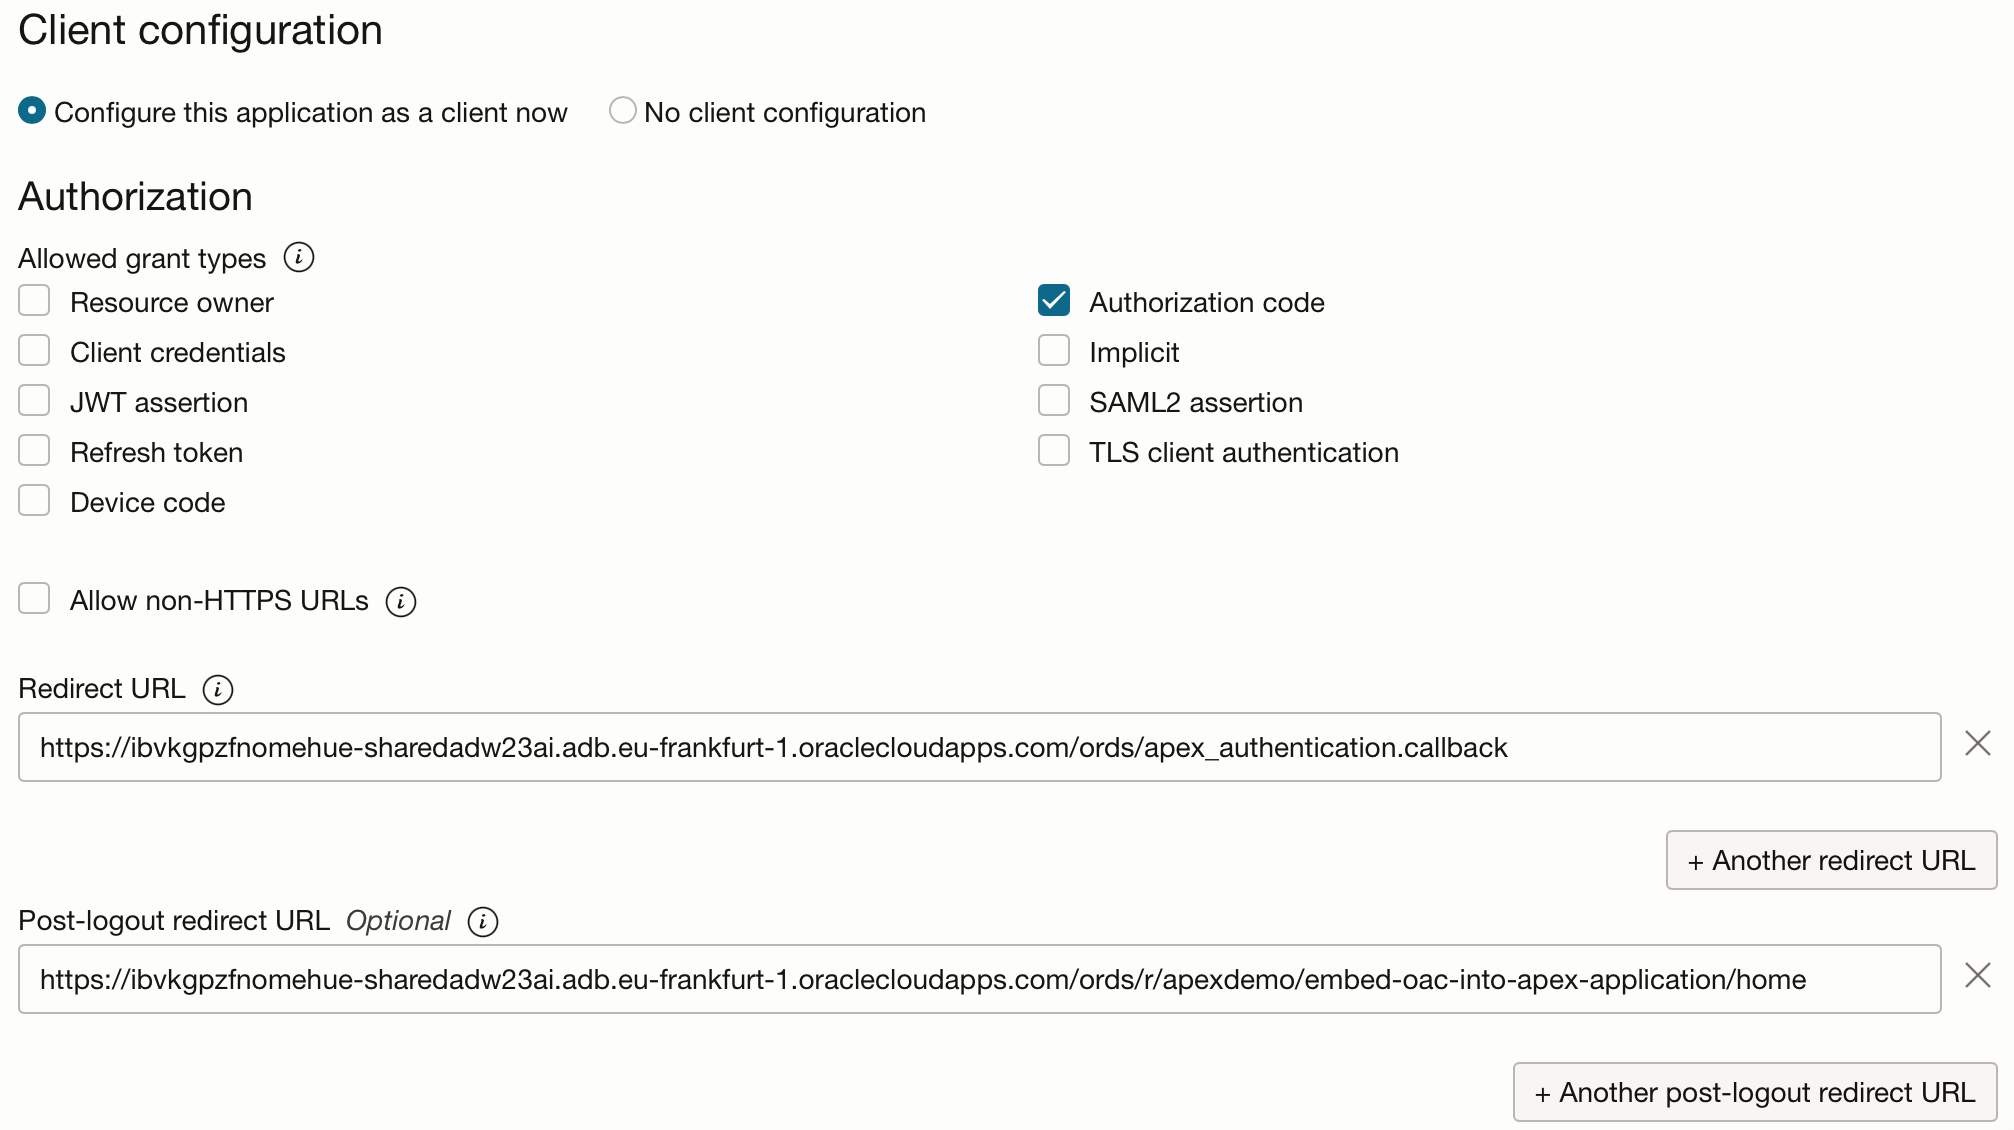 Client configuration
Configure this application as a client now No client configuration
Authorization
Allowed grant types
Resource owner
Authorization code
Client credentials
Implicit
JWT assertion
SAML2 assertion
Refresh token
TLS client authentication
Device code
Allow non-HTTPS URLs
Redirect URL
https://ibvkgpzfnomehue-sharedadw23ai.adb.eu-frankfurt-1.oraclecloudapps.com/ords/apex_authentication.callback
+ Another redirect URL
Post-logout redirect URL Optional
https://ibvkgpzfnomehue-sharedadw23ai.adb.eu-frankfurt-1.oraclecloudapps.com/ords/r/apexdemo/embed-oac-into-apex-application/home
+ Another post-logout redirect URL